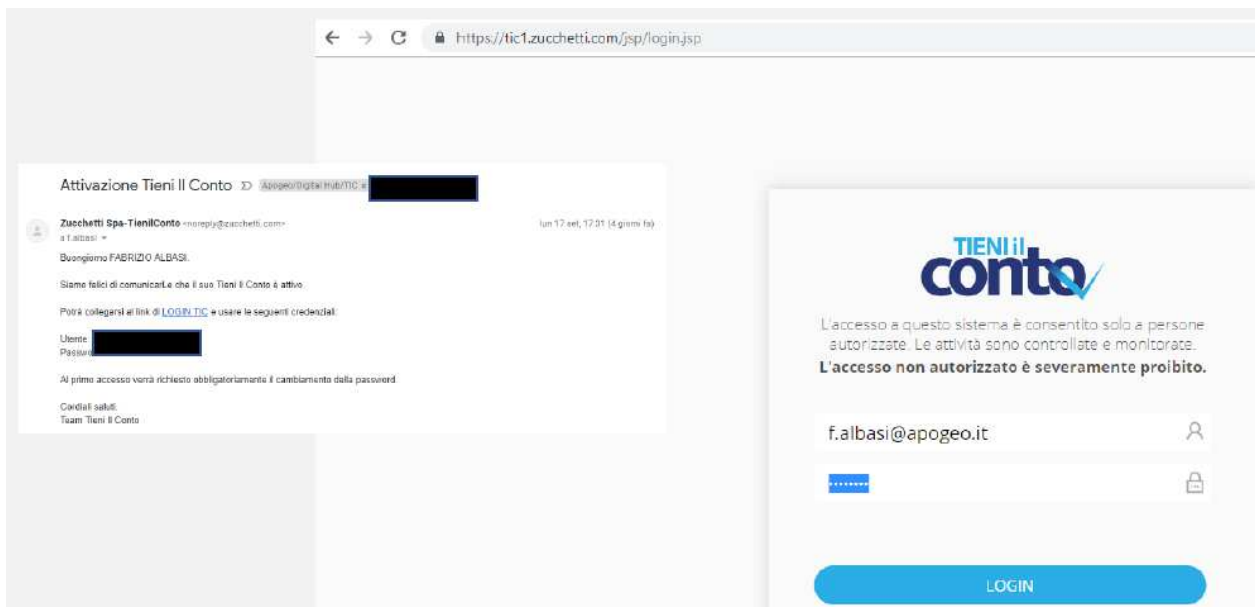 https://tic1.zucchetti.com/jsp/login.jsp
Attivazione Tieni Il Conto Apogeo/Digital Hub/TIC x
Zucchetti Spa-TienilConto <noreply@zucchetti.com> lun 17 set, 17:01 (4 giorni fa)
a f.albasi
Buongiorno FABRIZIO ALBASI.
Siamo felici di comunicarLe che il suo Tieni Il Conto è attivo.
Potrà collegarsi al link di LOGIN TIC e usare le seguenti credenziali:
Utente
Passwo
Al primo accesso verrà richiesto obbligatoriamente il cambiamento della password
Cordiali saluti.
Team Tieni Il Conto
TIENI il
conto
L'accesso a questo sistema è consentito solo a persone
autorizzate. Le attività sono controllate e monitorate.
L'accesso non autorizzato è severamente proibito.
f.albasi@apogeo.it
LOGIN